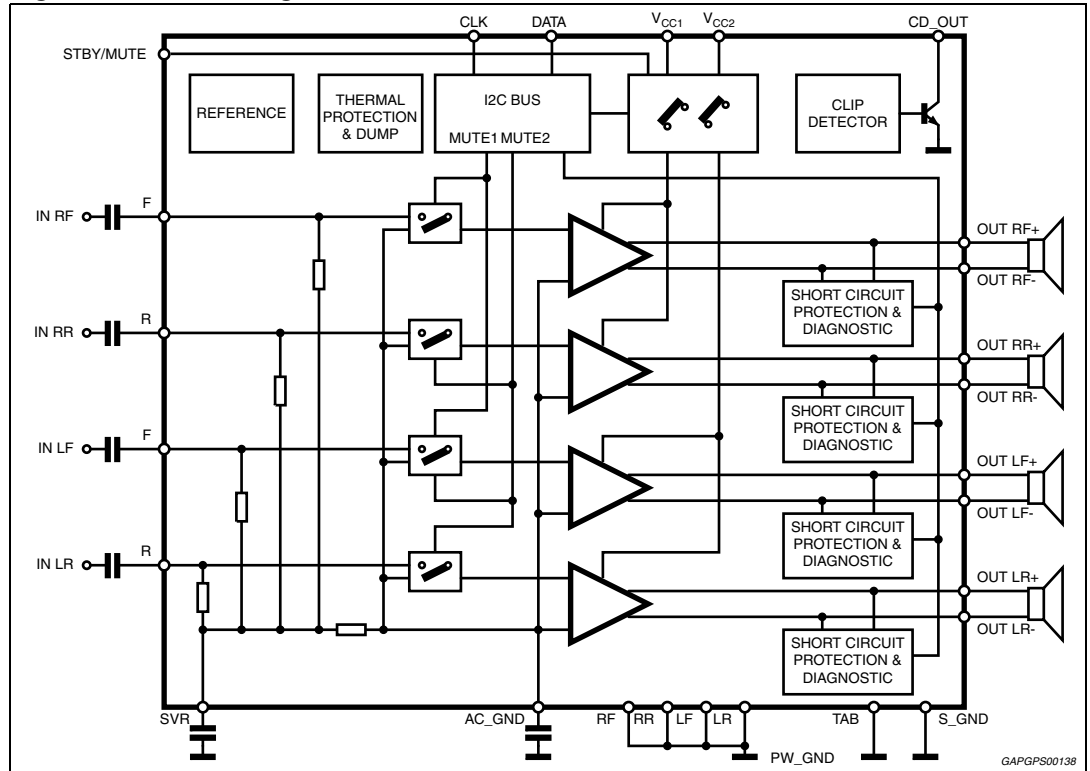 CLK DATA VCC1 VCC2 CD_OUT
STBY/MUTE
REFERENCE
THERMAL
PROTECTION
& DUMP
I2C BUS
MUTE1 MUTE2
CLIP
DETECTOR
IN RF F
OUT RF+
OUT RF-
SHORT CIRCUIT
PROTECTION &
DIAGNOSTIC
IN RR R
OUT RR+
OUT RR-
SHORT CIRCUIT
PROTECTION &
DIAGNOSTIC
IN LF F
OUT LF+
OUT LF-
SHORT CIRCUIT
PROTECTION &
DIAGNOSTIC
IN LR R
OUT LR+
OUT LR-
SHORT CIRCUIT
PROTECTION &
DIAGNOSTIC
SVR AC_GND RF RR LF LR TAB S_GND
PW_GND
GAPGPS00138